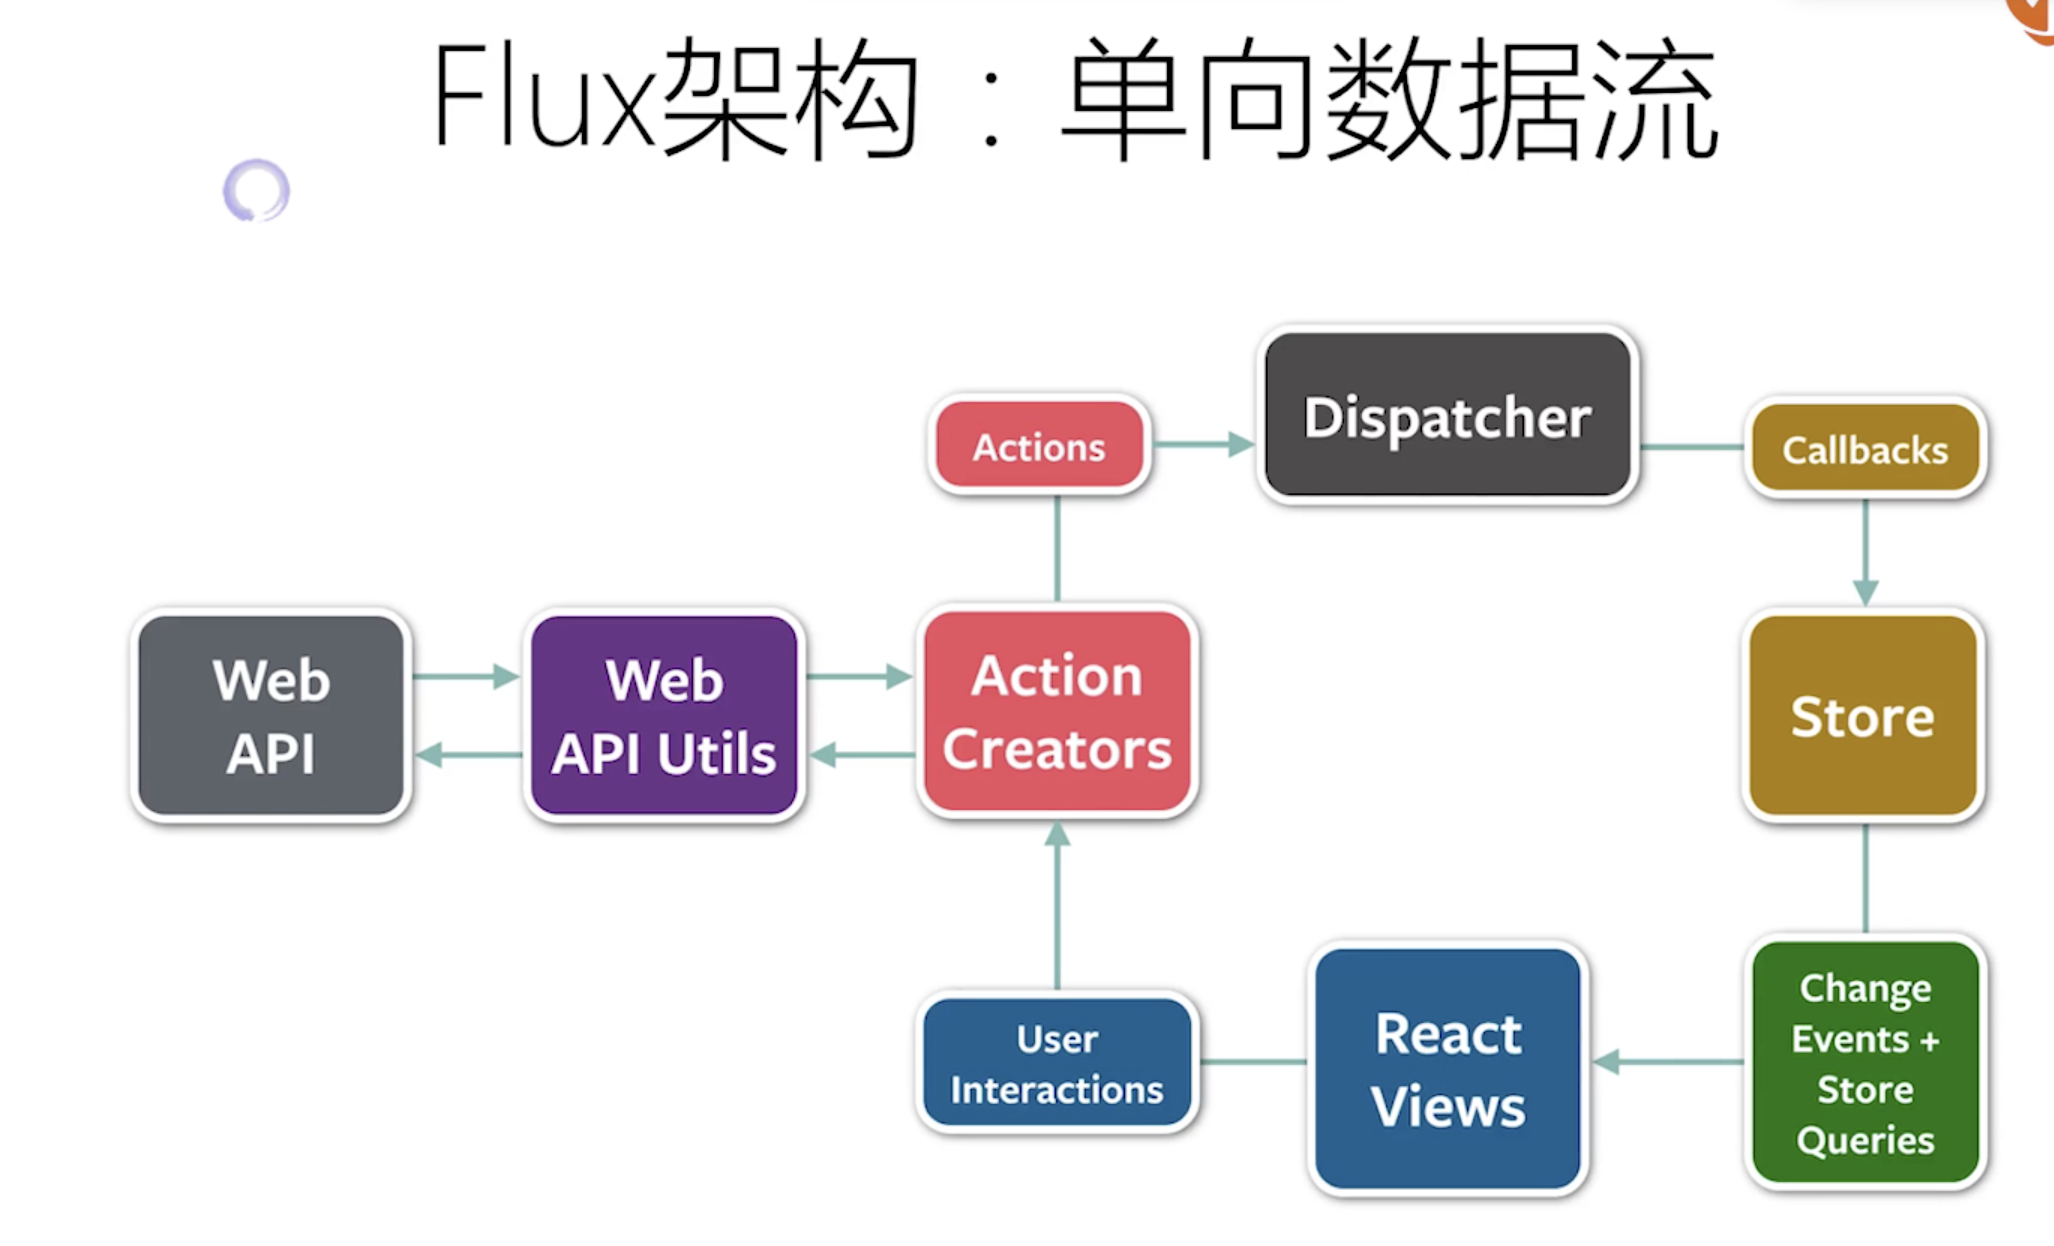 Flux架构：单向数据流
Dispatcher
Actions
Callbacks
Web
API
Web
API Utils
Action
Creators
Store
User
Interactions
React
Views
Change
Events +
Store
Queries